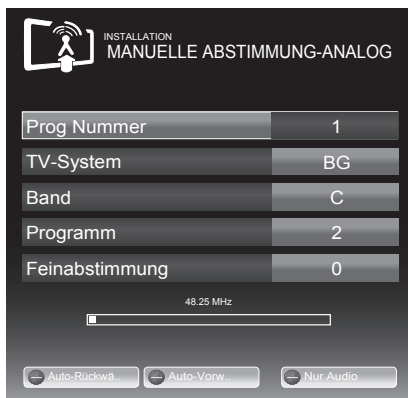 INSTALLATION
MANUELLE ABSTIMMUNG-ANALOG
Prog Nummer 1
TV-System BG
Band C
Programm 2
Feinabstimmung 0
48.25 MHz
Auto-Rückwä.. Auto-Vorw.. Nur Audio